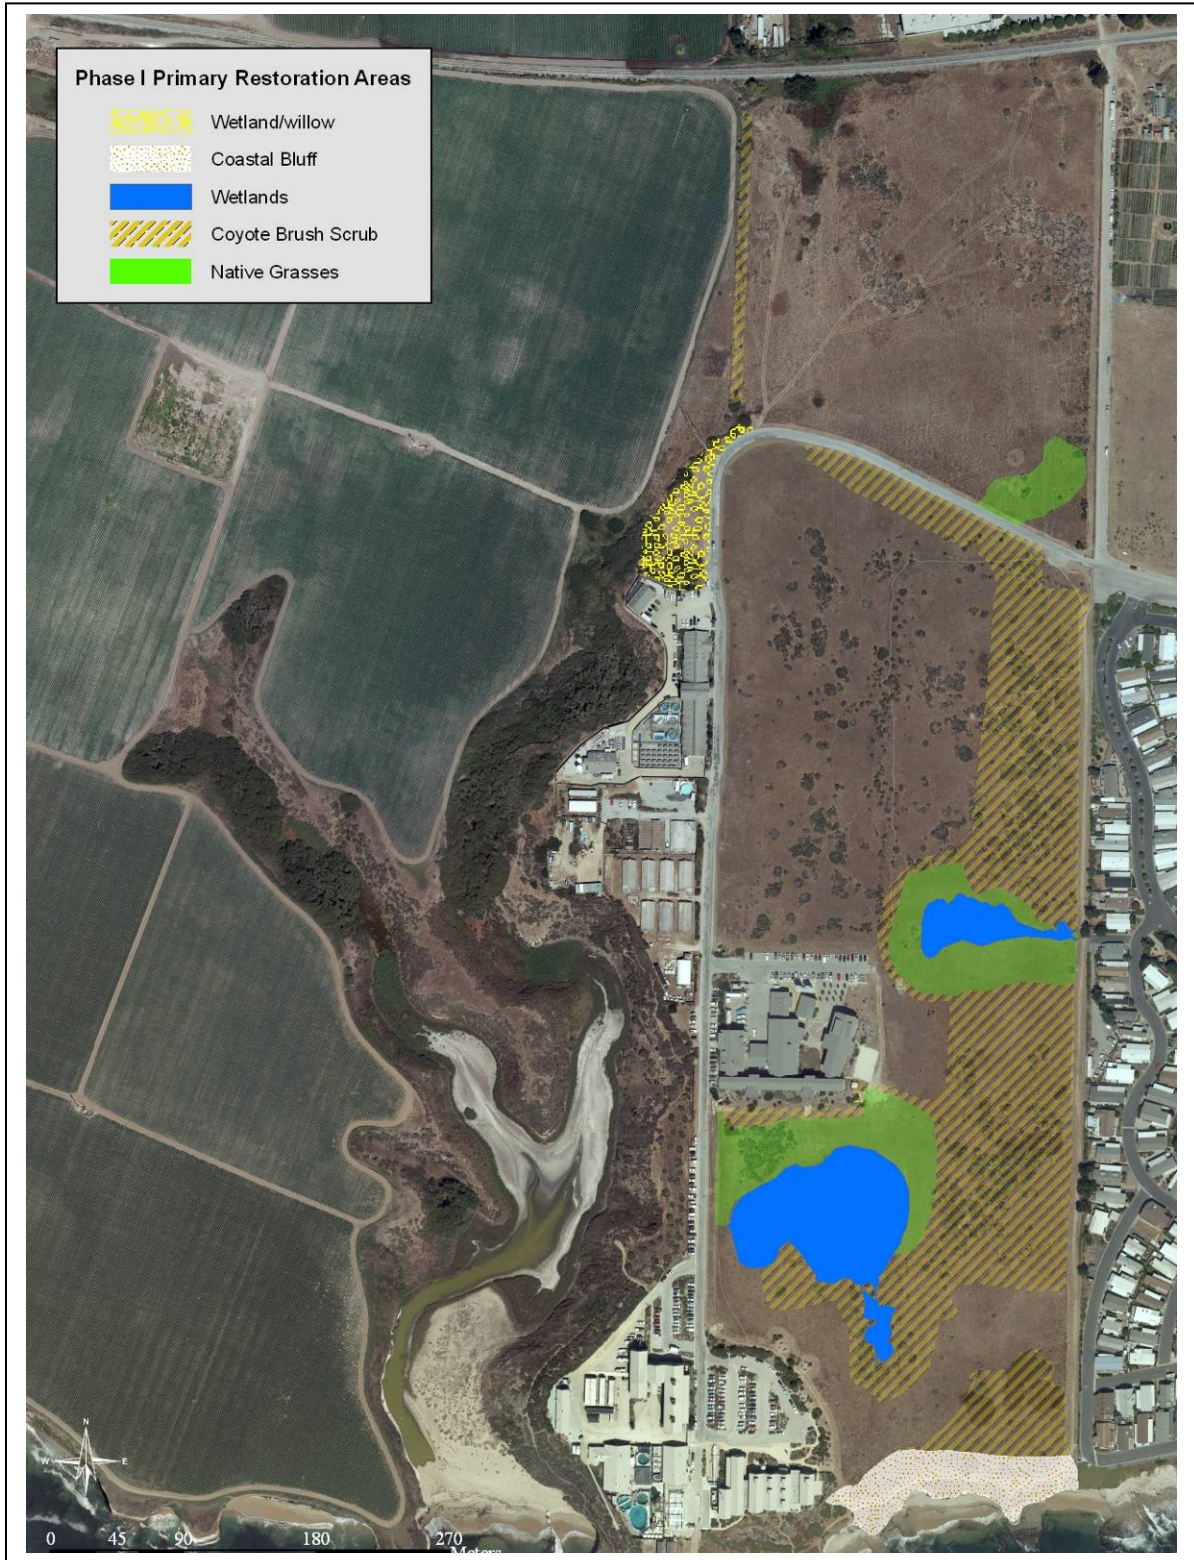 Phase I Primary Restoration Areas
Wetland/willow
Coastal Bluff
Wetlands
Coyote Brush Scrub
Native Grasses
N
W E
0 45 90 180 270
Meters